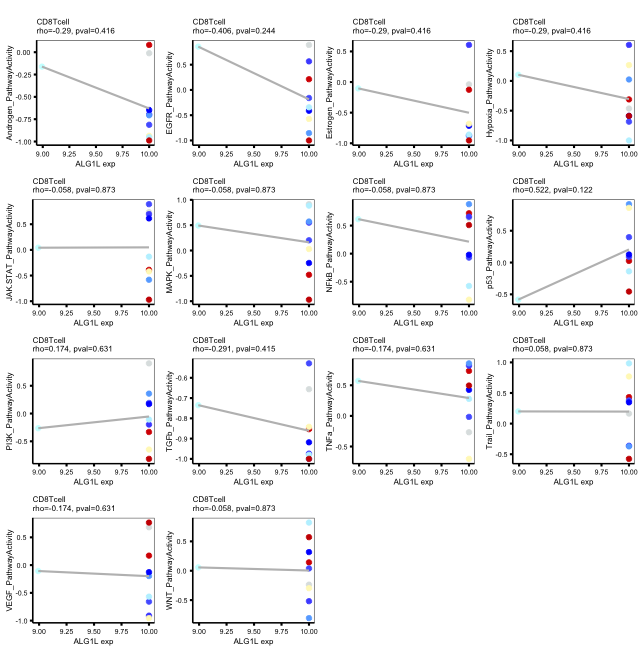 CD8Tcell
rho=-0.29, pval=0.416
Androgen_PathwayActivity
0.00
-0.25
-0.50
-0.75
-1.00
9.00 9.25 9.50 9.75 10.00
ALG1L exp
CD8Tcell
rho=-0.406, pval=0.244
EGFR_PathwayActivity
0.5
0.0
-0.5
-1.0
9.00 9.25 9.50 9.75 10.00
ALG1L exp
CD8Tcell
rho=-0.29, pval=0.416
Estrogen_PathwayActivity
0.5
0.0
-0.5
-1.0
9.00 9.25 9.50 9.75 10.00
ALG1L exp
CD8Tcell
rho=-0.29, pval=0.416
Hypoxia_PathwayActivity
0.5
0.0
-0.5
-1.0
9.00 9.25 9.50 9.75 10.00
ALG1L exp
CD8Tcell
rho=-0.058, pval=0.873
JAK.STAT_PathwayActivity
0.5
0.0
-0.5
-1.0
9.00 9.25 9.50 9.75 10.00
ALG1L exp
CD8Tcell
rho=-0.058, pval=0.873
MAPK_PathwayActivity
1.0
0.5
0.0
-0.5
-1.0
9.00 9.25 9.50 9.75 10.00
ALG1L exp
CD8Tcell
rho=-0.058, pval=0.873
NFkB_PathwayActivity
0.5
0.0
-0.5
9.00 9.25 9.50 9.75 10.00
ALG1L exp
CD8Tcell
rho=0.522, pval=0.122
p53_PathwayActivity
0.5
0.0
-0.5
9.00 9.25 9.50 9.75 10.00
ALG1L exp
CD8Tcell
rho=0.174, pval=0.631
PI3K_PathwayActivity
0.5
0.0
-0.5
9.00 9.25 9.50 9.75 10.00
ALG1L exp
CD8Tcell
rho=-0.291, pval=0.415
TGFb_PathwayActivity
-0.6
-0.7
-0.8
-0.9
-1.0
9.00 9.25 9.50 9.75 10.00
ALG1L exp
CD8Tcell
rho=-0.174, pval=0.631
TNFa_PathwayActivity
0.5
0.0
-0.5
9.00 9.25 9.50 9.75 10.00
ALG1L exp
CD8Tcell
rho=0.058, pval=0.873
Trail_PathwayActivity
1.0
0.5
0.0
-0.5
9.00 9.25 9.50 9.75 10.00
ALG1L exp
CD8Tcell
rho=-0.174, pval=0.631
VEGF_PathwayActivity
0.5
0.0
-0.5
-1.0
9.00 9.25 9.50 9.75 10.00
ALG1L exp
CD8Tcell
rho=-0.058, pval=0.873
WNT_PathwayActivity
0.5
0.0
-0.5
9.00 9.25 9.50 9.75 10.00
ALG1L exp